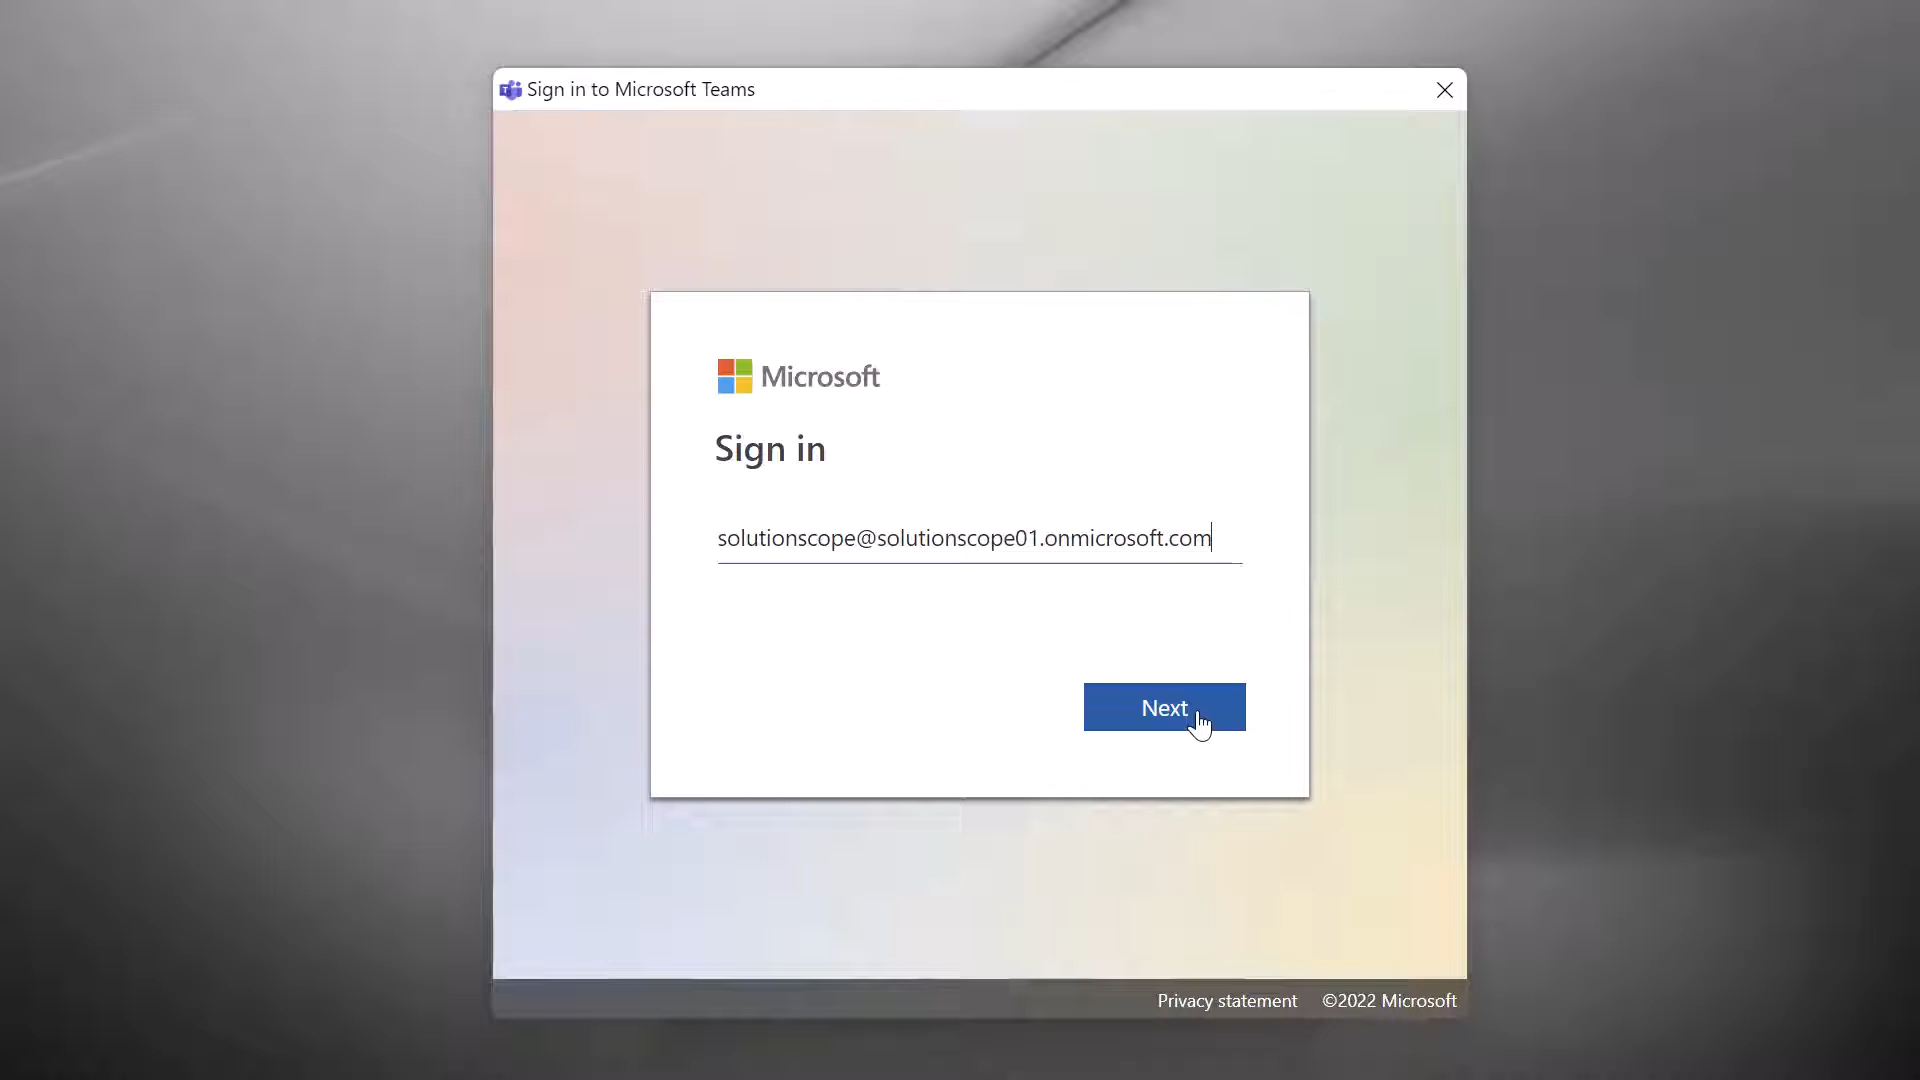 Sign in to Microsoft Teams
Microsoft
Sign in
solutionscope@solutionscope01.onmicrosoft.com
Next
Privacy statement ©2022 Microsoft